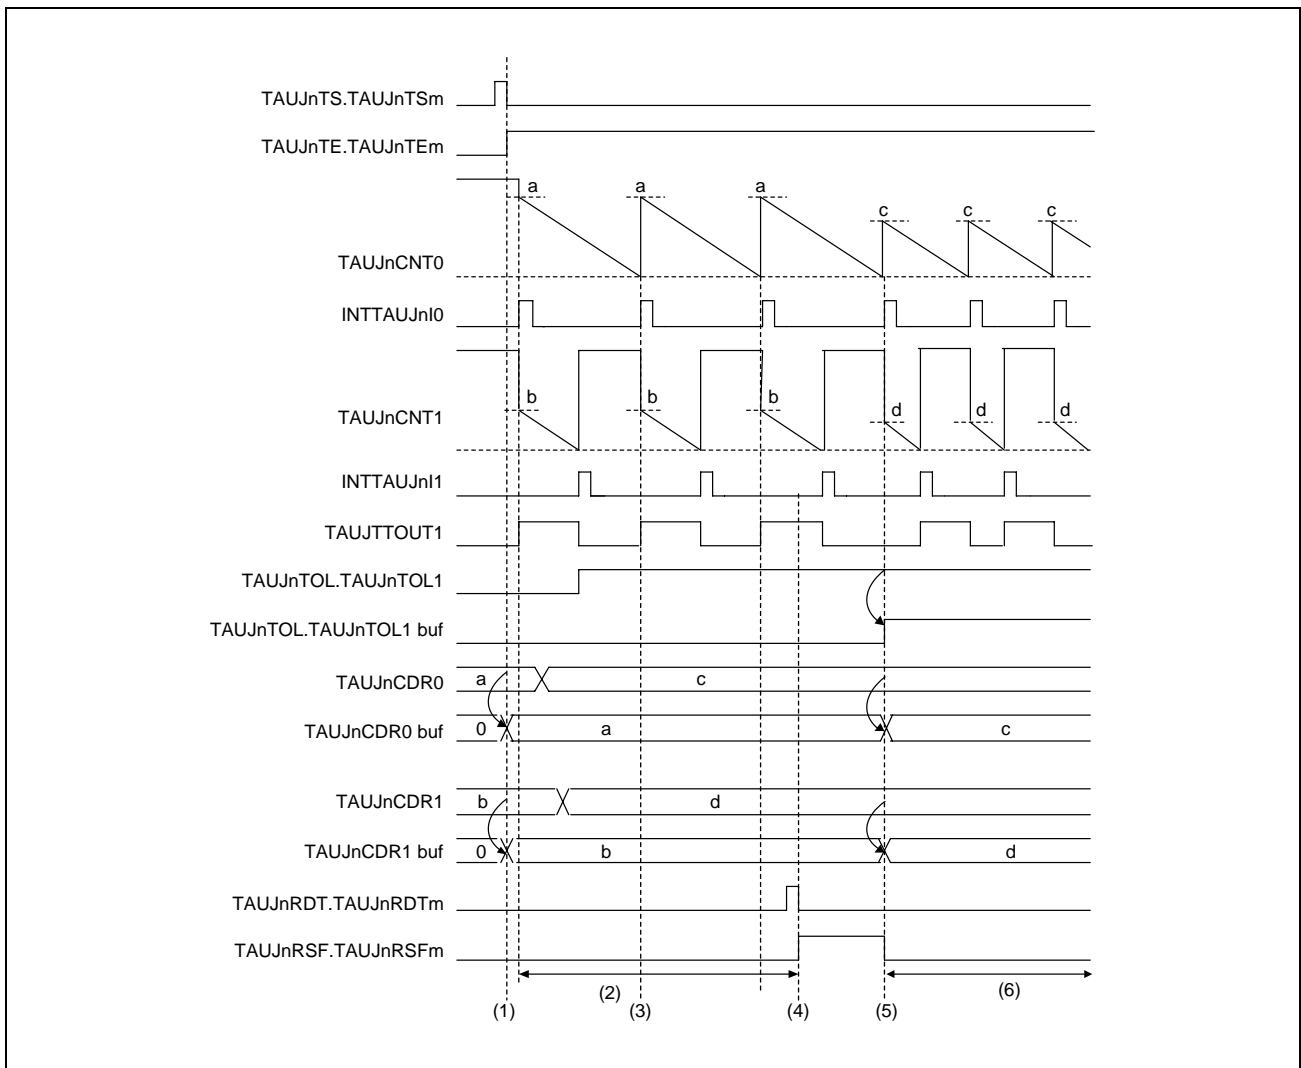 TAUJnTS.TAUJnTSm
TAUJnTE.TAUJnTEm
a a a
c c c
TAUJnCNT0
INTTAUJnI0
b b b
d d d
TAUJnCNT1
INTTAUJnI1
TAUJTTOUT1
TAUJnTOL.TAUJnTOL1
TAUJnTOL.TAUJnTOL1 buf
TAUJnCDR0 a c
TAUJnCDR0 buf 0 a c
TAUJnCDR1 b d
TAUJnCDR1 buf 0 b d
TAUJnRDT.TAUJnRDTm
TAUJnRSF.TAUJnRSFm
(2) (6)
(1) (3) (4) (5)